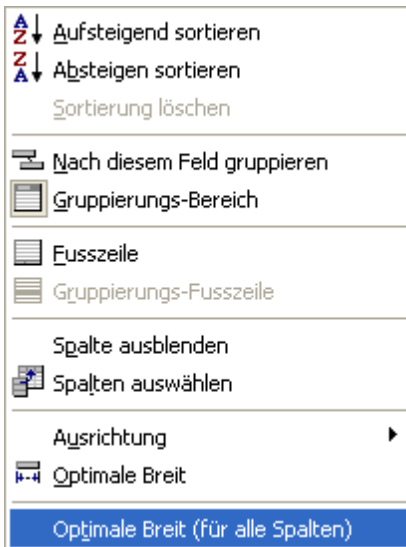 Aufsteigend sortieren
Absteigen sortieren
Sortierung löschen
Nach diesem Feld gruppieren
Gruppierungs-Bereich
Fusszeile
Gruppierungs-Fusszeile
Spalte ausblenden
Spalten auswählen
Ausrichtung
Optimale Breit
Optimale Breit (für alle Spalten)